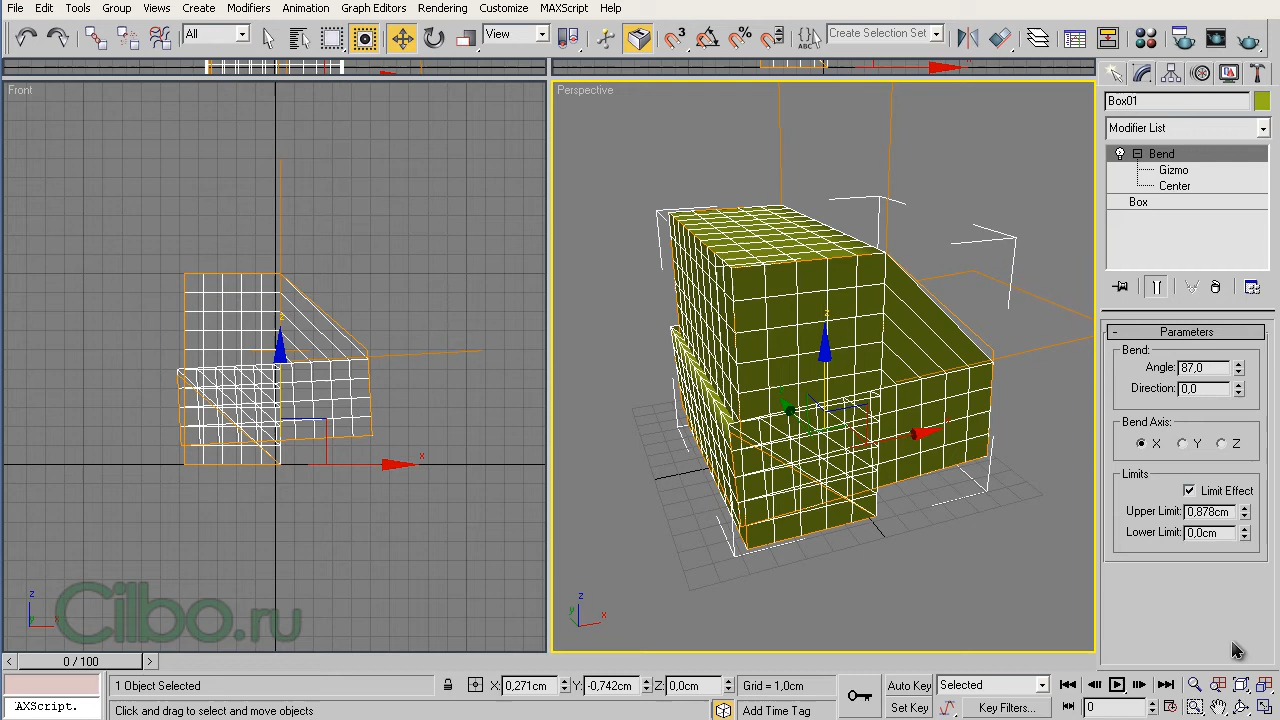 File Edit Tools Group Views Create Modifiers Animation Graph Editors Rendering Customize MAXScript Help
All View Create Selection Set
Front
Perspective
Box01
Modifier List
Bend
Gizmo
Center
Box
Parameters
Bend:
Angle: 87,0
Direction: 0,0
Bend Axis:
X Y Z
Limits
Limit Effect
Upper Limit: 0,878cm
Lower Limit: 0,0cm
z
x
z
y x
z
x
z
y x
Cilbo.ru
0 / 100
1 Object Selected X: 0,271cm Y: -0,742cm Z: 0,0cm Grid = 1,0cm Auto Key Selected
AXScript. Click and drag to select and move objects Add Time Tag Set Key Key Filters... 0